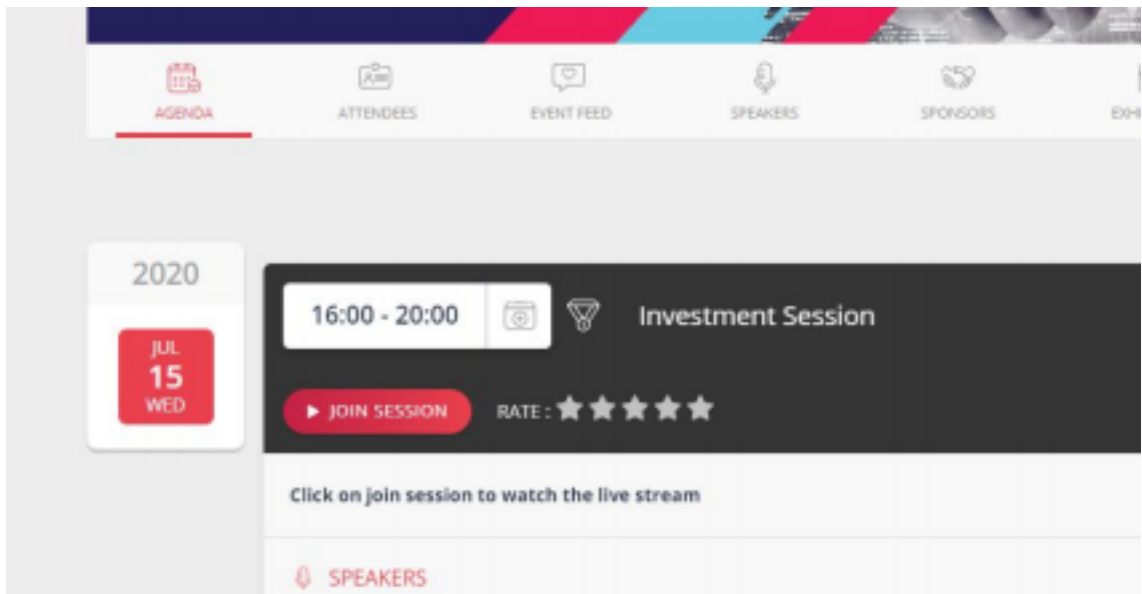 AGENDA
ATTENDEES
EVENT FEED
SPEAKERS
SPONSORS
2020
JUL
15
WED
16:00 - 20:00
Investment Session
JOIN SESSION
RATE :
Click on join session to watch the live stream
SPEAKERS